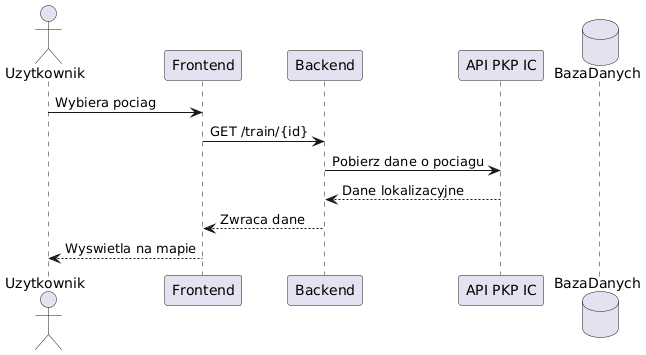 Uzytkownik
Frontend
Backend
API PKP IC
BazaDanych
Wybiera pociag
GET /train/{id}
Pobierz dane o pociagu
Dane lokalizacyjne
Zwraca dane
Wyswietla na mapie
Uzytkownik
Frontend
Backend
API PKP IC
BazaDanych